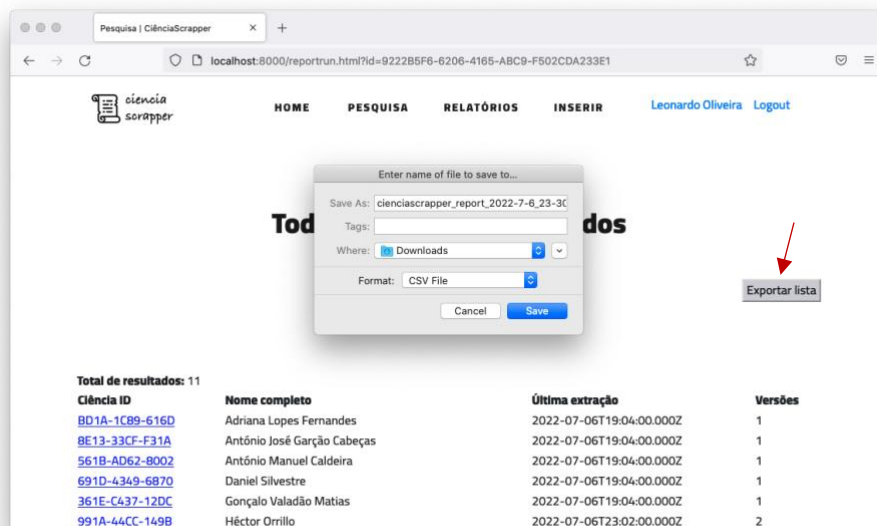 Pesquisa | CiênciaScrapper
localhost:8000/reportrun.html?id=9222B5F6-6206-4165-ABC9-F502CDA233E1
ciencia
scrapper
HOME PESQUISA RELATÓRIOS INSERIR Leonardo Oliveira Logout
Enter name of file to save to...
Save As: cienciascrapper_report_2022-7-6_23-30
Tags:
Where: Downloads
Format: CSV File
Cancel Save
Tod dos
Exportar lista
Total de resultados: 11
Ciência ID Nome completo Última extração Versões
BD1A-1C89-616D Adriana Lopes Fernandes 2022-07-06T19:04:00.000Z 1
8E13-33CF-F31A António José Garção Cabeças 2022-07-06T19:04:00.000Z 1
561B-AD62-8002 António Manuel Caldeira 2022-07-06T19:04:00.000Z 1
691D-4349-6870 Daniel Silvestre 2022-07-06T19:04:00.000Z 1
361E-C437-12DC Gonçalo Valadão Matias 2022-07-06T19:04:00.000Z 1
991A-44CC-149B Héctor Orrillo 2022-07-06T23:02:00.000Z 2